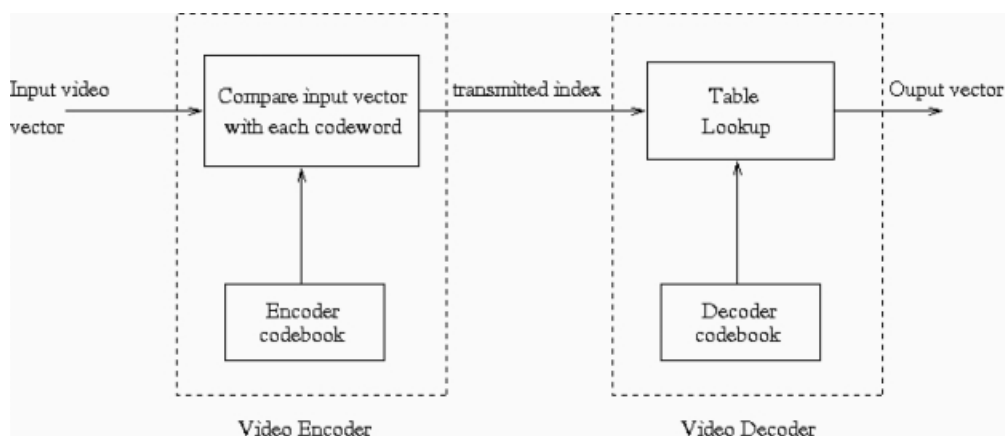 Input video
vector
Compare input vector
with each codeword
transmitted index
Table
Lookup
Ouput vector
Encoder
codebook
Decoder
codebook
Video Encoder
Video Decoder